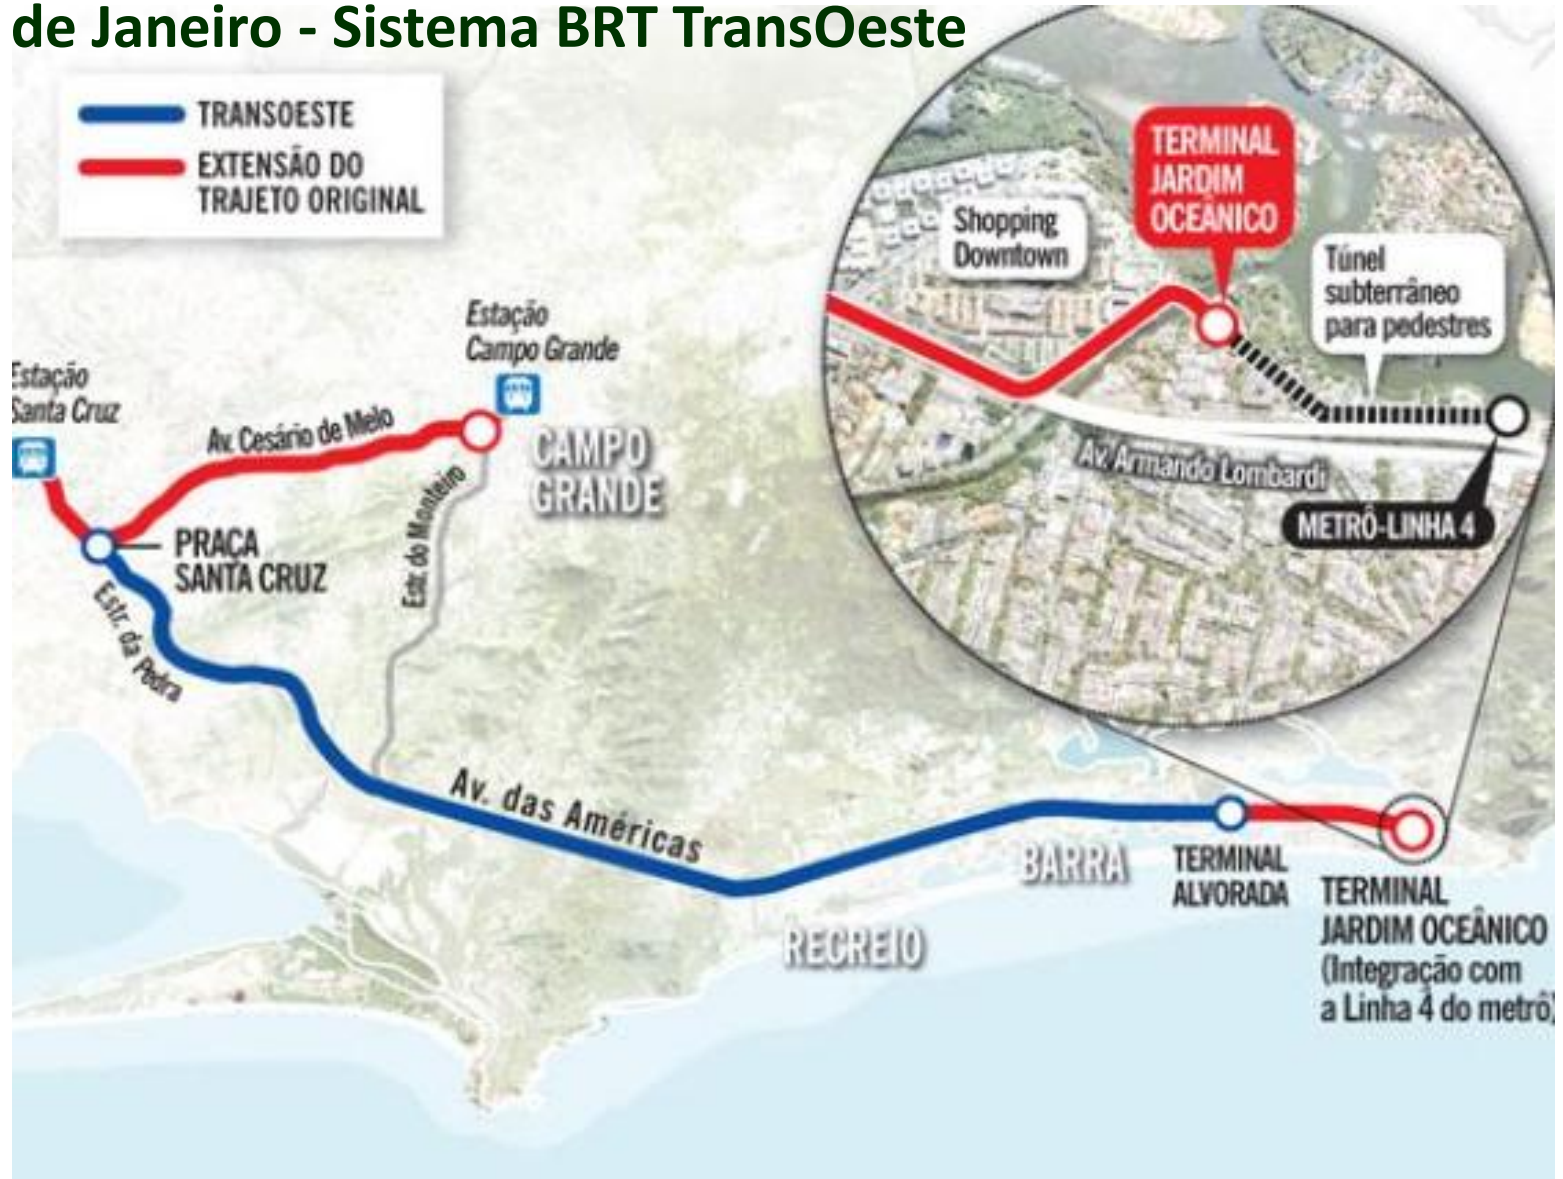 de Janeiro - Sistema BRT TransOeste
TRANSOESTE
EXTENSÃO DO
TRAJETO ORIGINAL
TERMINAL
JARDIM
OCEÂNICO
Shopping
Downtown
Túnel
subterrâneo
para pedestres
Av. Armando Lombardi
METRÔ-LINHA 4
Estação
Campo Grande
Estação
Santa Cruz
Av. Cesário de Melo
CAMPO
GRANDE
Estr. do Monteiro
PRAÇA
SANTA CRUZ
Estr. da Pedra
Av. das Américas
BARRA
RECREIO
TERMINAL
ALVORADA
TERMINAL
JARDIM OCEÂNICO
(Integração com
a Linha 4 do metrô)